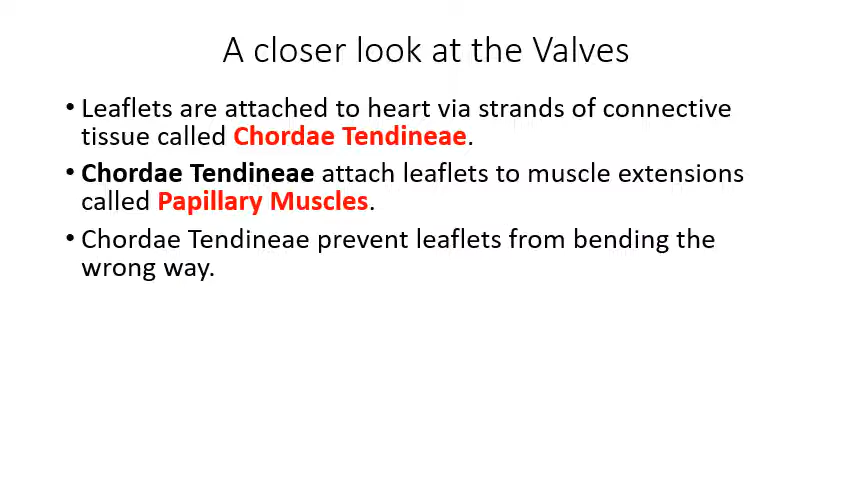 A closer look at the Valves
• Leaflets are attached to heart via strands of connective
tissue called Chordae Tendineae.
• Chordae Tendineae attach leaflets to muscle extensions
called Papillary Muscles.
• Chordae Tendineae prevent leaflets from bending the
wrong way.